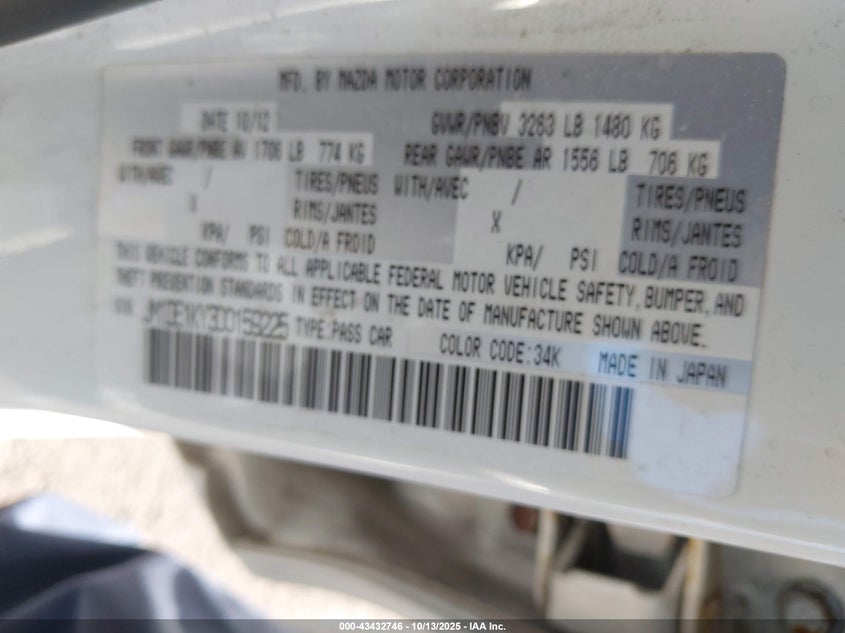 MFD. BY MAZDA MOTOR CORPORATION
DATE 10/12 GVWR/PNBV 3263 LB 1480 KG
FRONT GAWR/PNBE AV 1706 LB 774 KG REAR GAWR/PNBE AR 1556 LB 706 KG
WITH/AVEC / TIRES/PNEUS WITH/AVEC / TIRES/PNEUS
X RIMS/JANTES X RIMS/JANTES
KPA/ PSI COLD/A FROID KPA/ PSI COLD/A FROID
THIS VEHICLE CONFORMS TO ALL APPLICABLE FEDERAL MOTOR VEHICLE SAFETY, BUMPER, AND
THEFT PREVENTION STANDARDS IN EFFECT ON THE DATE OF MANUFACTURE SHOWN ABOVE.
VIN: JM1DE1KY3D0159225 TYPE:PASS CAR COLOR CODE:34K MADE IN JAPAN
000-43432746 - 10/13/2025 - IAA Inc.